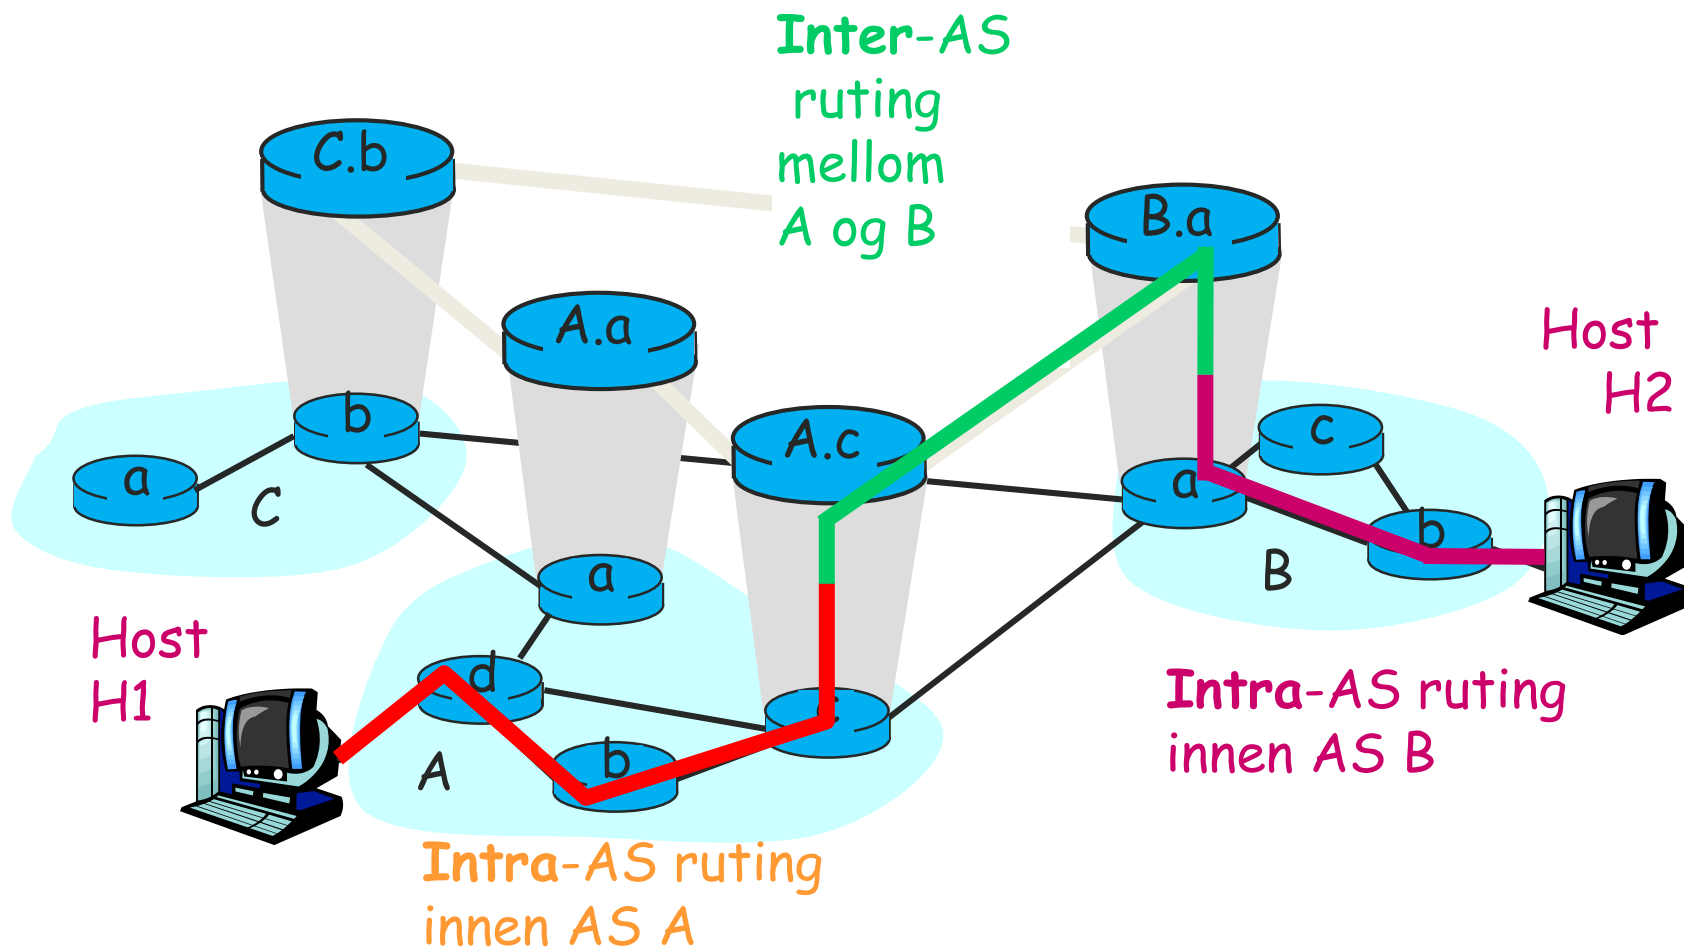 Inter-AS
ruting
mellom
A og B
C.b
B.a
A.a
Host
H2
A.c
b
c
a
a
C
b
a
B
Host
H1
d
Intra-AS ruting
innen AS B
b
A
Intra-AS ruting
innen AS A